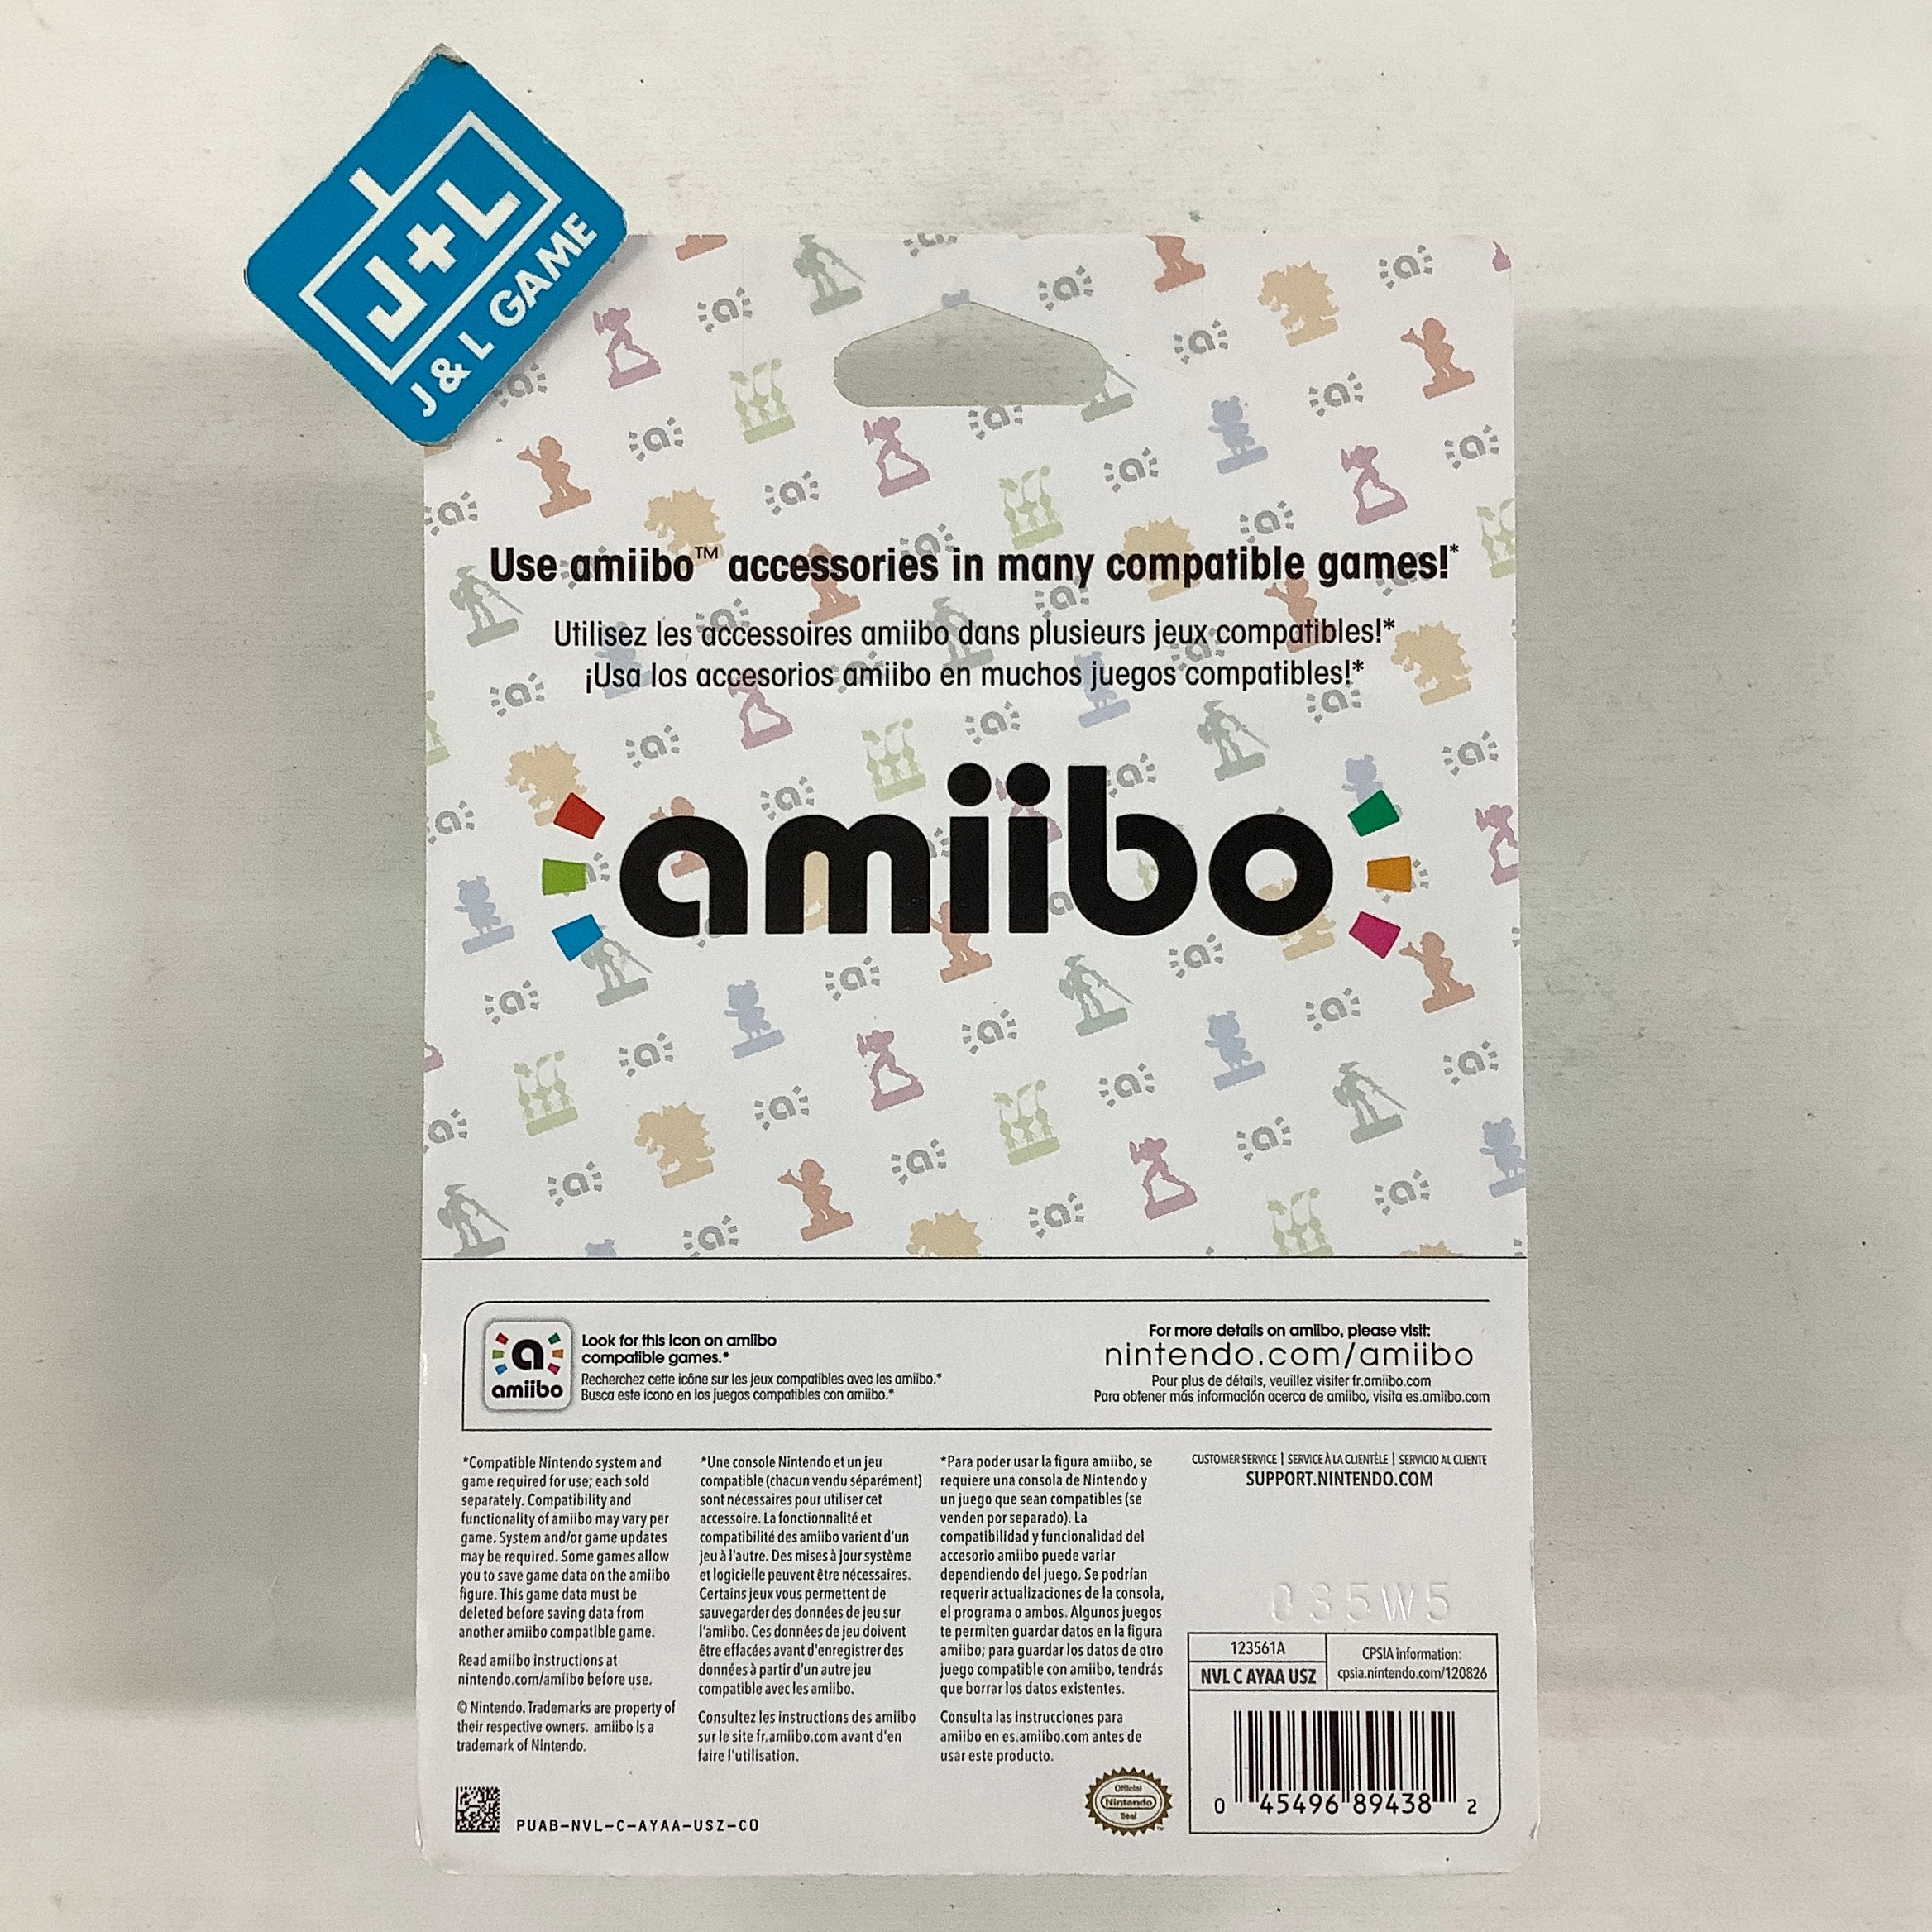 J+L
J & L GAME
Use amiibo™ accessories in many compatible games!*
Utilisez les accessoires amiibo dans plusieurs jeux compatibles!*
¡Usa los accesorios amiibo en muchos juegos compatibles!*
amiibo
a
amiibo
Look for this icon on amiibo
compatible games.*
Recherchez cette icône sur les jeux compatibles avec les amiibo.*
Busca este icono en los juegos compatibles con amiibo.*
For more details on amiibo, please visit:
nintendo.com/amiibo
Pour plus de détails, veuillez visiter fr.amiibo.com
Para obtener más información acerca de amiibo, visita es.amiibo.com
*Compatible Nintendo system and
game required for use; each sold
separately. Compatibility and
functionality of amiibo may vary per
game. System and/or game updates
may be required. Some games allow
you to save game data on the amiibo
figure. This game data must be
deleted before saving data from
another amiibo compatible game.
Read amiibo instructions at
nintendo.com/amiibo before use.
© Nintendo. Trademarks are property of
their respective owners. amiibo is a
trademark of Nintendo.
*Une console Nintendo et un jeu
compatible (chacun vendu séparément)
sont nécessaires pour utiliser cet
accessoire. La fonctionnalité et
compatibilité des amiibo varient d'un
jeu à l'autre. Des mises à jour système
et logicielle peuvent être nécessaires.
Certains jeux vous permettent de
sauvegarder des données de jeu sur
l'amiibo. Ces données de jeu doivent
être effacées avant d'enregistrer des
données à partir d'un autre jeu
compatible avec les amiibo.
Consultez les instructions des amiibo
sur le site fr.amiibo.com avant d'en
faire l'utilisation.
*Para poder usar la figura amiibo, se
requiere una consola de Nintendo y
un juego que sean compatibles (se
venden por separado). La
compatibilidad y funcionalidad del
accesorio amiibo puede variar
dependiendo del juego. Se podrían
requerir actualizaciones de la consola,
el programa o ambos. Algunos juegos
te permiten guardar datos en la figura
amiibo; para guardar los datos de otro
juego compatible con amiibo, tendrás
que borrar los datos existentes.
Consulta las instrucciones para
amiibo en es.amiibo.com antes de
usar este producto.
CUSTOMER SERVICE | SERVICE À LA CLIENTÈLE | SERVICIO AL CLIENTE
SUPPORT.NINTENDO.COM
035W5
123561A
NVL C AYAA USZ
CPSIA information:
cpsia.nintendo.com/120826
0 45496 89438 2
Official
Nintendo
Seal
PUAB-NVL-C-AYAA-USZ-C0